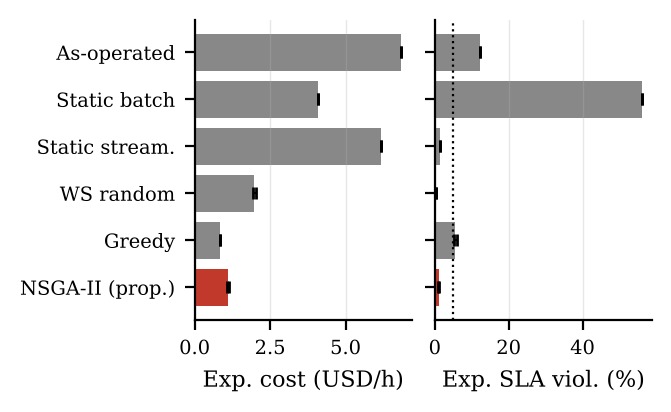 As-operated
Static batch
Static stream.
WS random
Greedy
NSGA-II (prop.)
0.0 2.5 5.0
Exp. cost (USD/h)
0 20 40
Exp. SLA viol. (%)